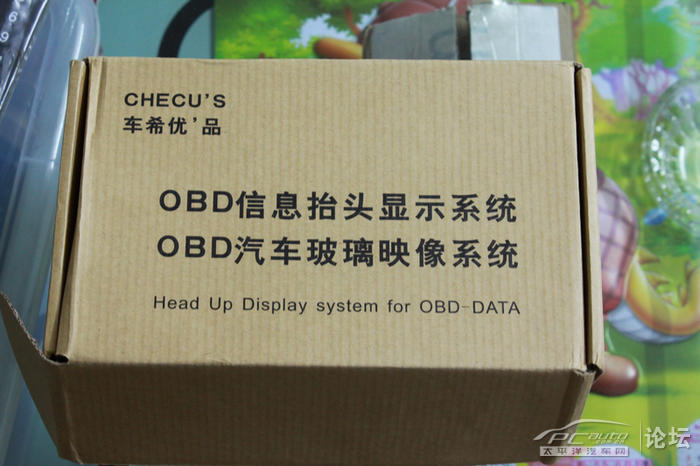 CHECU'S
车希优'品
OBD信息抬头显示系统
OBD汽车玻璃映像系统
Head Up Display system for OBD-DATA
PCauto
论坛
太平洋汽车网